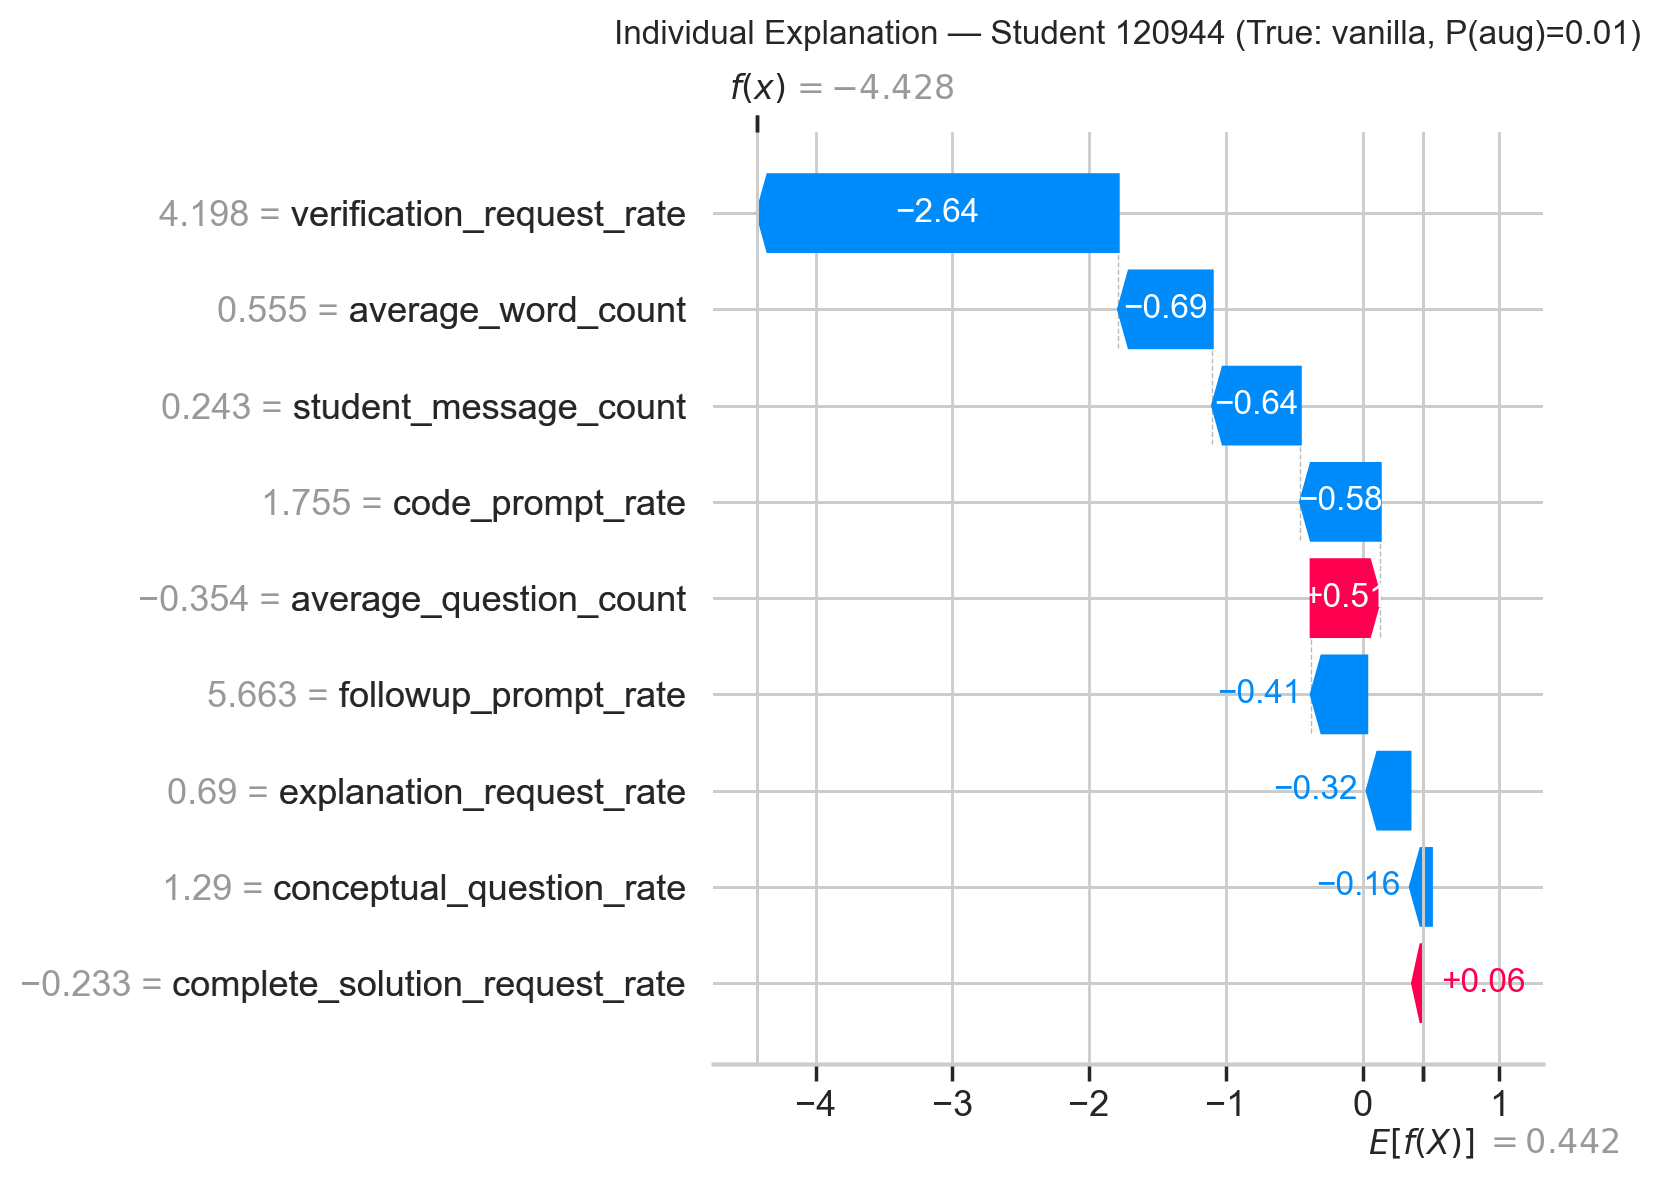 Individual Explanation — Student 120944 (True: vanilla, P(aug)=0.01)
f(x) = −4.428
4.198 = verification_request_rate −2.64
0.555 = average_word_count −0.69
0.243 = student_message_count −0.64
1.755 = code_prompt_rate −0.58
−0.354 = average_question_count +0.51
5.663 = followup_prompt_rate −0.41
0.69 = explanation_request_rate −0.32
1.29 = conceptual_question_rate −0.16
−0.233 = complete_solution_request_rate +0.06
−4 −3 −2 −1 0 1
E[f(X)] = 0.442